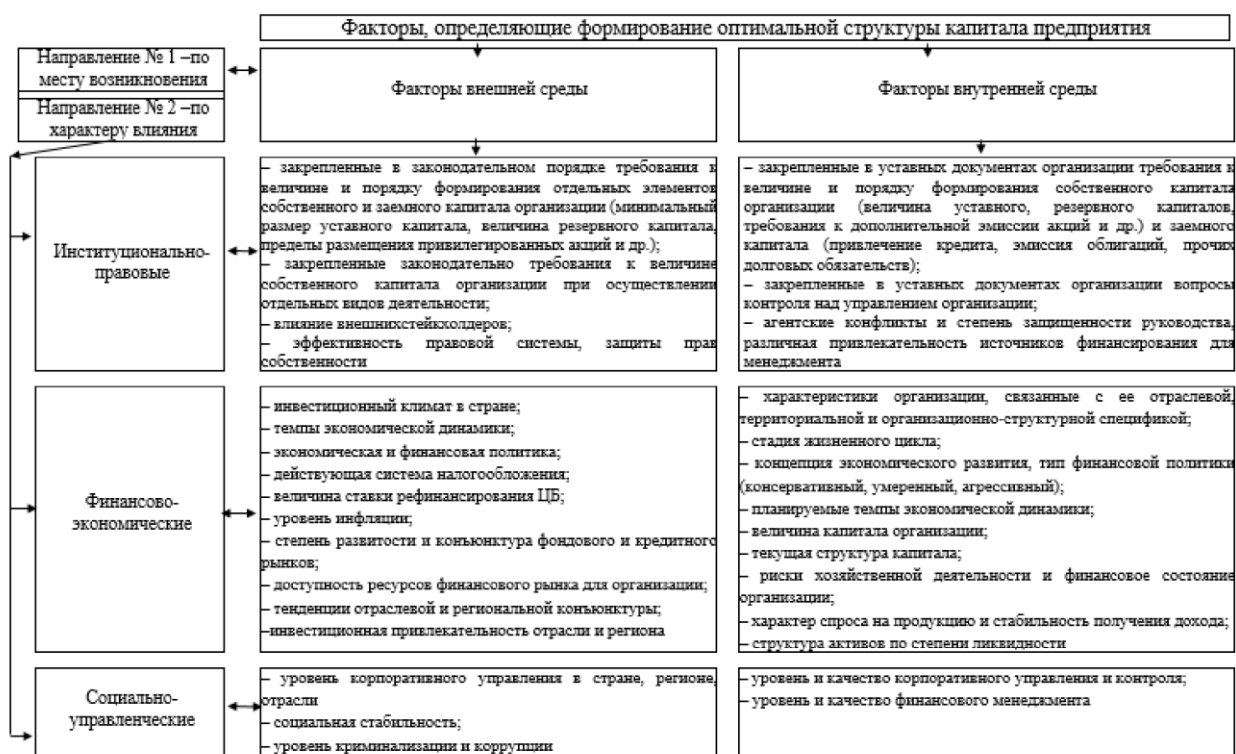 Факторы, определяющие формирование оптимальной структуры капитала предприятия
Направление № 1 –по
месту возникновения
Направление № 2 –по
характеру влияния
Факторы внешней среды
Факторы внутренней среды
Институционально-
правовые
– закрепленные в законодательном порядке требования к
величине и порядку формирования отдельных элементов
собственного и заемного капитала организации (минимальный
размер уставного капитала, величина резервного капитала,
пределы размещения привилегированных акций и др.);
– закрепленные законодательно требования к величине
собственного капитала организации при осуществлении
отдельных видов деятельности;
– влияние внешнихстейкхолдеров;
– эффективность правовой системы, защиты прав
собственности
– закрепленные в уставных документах организации требования к
величине и порядку формирования собственного капитала
организации (величина уставного, резервного капиталов,
требования к дополнительной эмиссии акций и др.) и заемного
капитала (привлечение кредита, эмиссия облигаций, прочих
долговых обязательств);
– закрепленные в уставных документах организации вопросы
контроля над управлением организации;
– агентские конфликты и степень защищенности руководства,
различная привлекательность источников финансирования для
менеджмента
Финансово-
экономические
– инвестиционный климат в стране;
– темпы экономической динамики;
– экономическая и финансовая политика;
– действующая система налогообложения;
– величина ставки рефинансирования ЦБ;
– уровень инфляции;
– степень развитости и конъюнктура фондового и кредитного
рынков;
– доступность ресурсов финансового рынка для организации;
– тенденции отраслевой и региональной конъюнктуры;
–инвестиционная привлекательность отрасли и региона
– характеристики организации, связанные с ее отраслевой,
территориальной и организационно-структурной спецификой;
– стадия жизненного цикла;
– концепция экономического развития, тип финансовой политики
(консервативный, умеренный, агрессивный);
– планируемые темпы экономической динамики;
– величина капитала организации;
– текущая структура капитала;
– риски хозяйственной деятельности и финансовое состояние
организации;
– характер спроса на продукцию и стабильность получения дохода;
– структура активов по степени ликвидности
Социально-
управленческие
– уровень корпоративного управления в стране, регионе,
отрасли
– социальная стабильность;
– уровень криминализации и коррупции
– уровень и качество корпоративного управления и контроля;
– уровень и качество финансового менеджмента